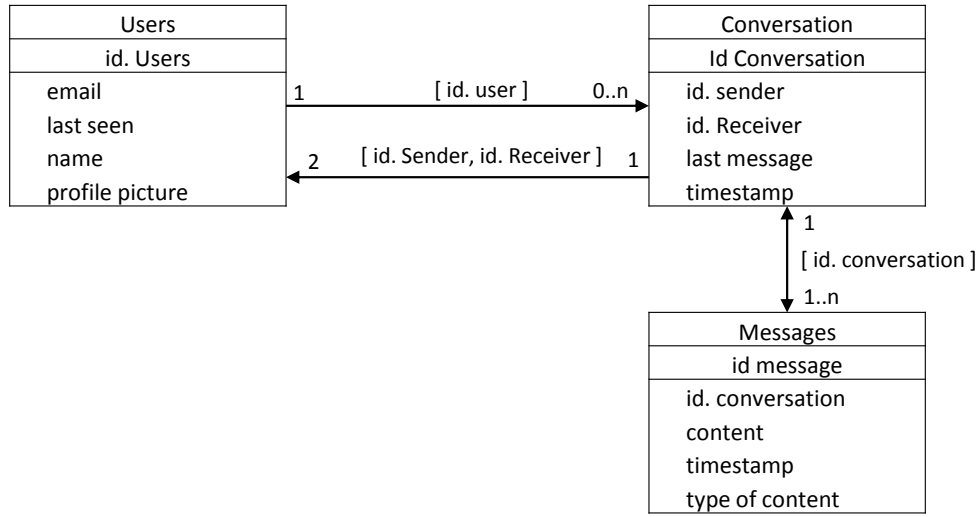 Users
id. Users
email
last seen
name
profile picture
1
[ id. user ]
0..n
2
[ id. Sender, id. Receiver ]
1
Conversation
Id Conversation
id. sender
id. Receiver
last message
timestamp
1
[ id. conversation ]
1..n
Messages
id message
id. conversation
content
timestamp
type of content